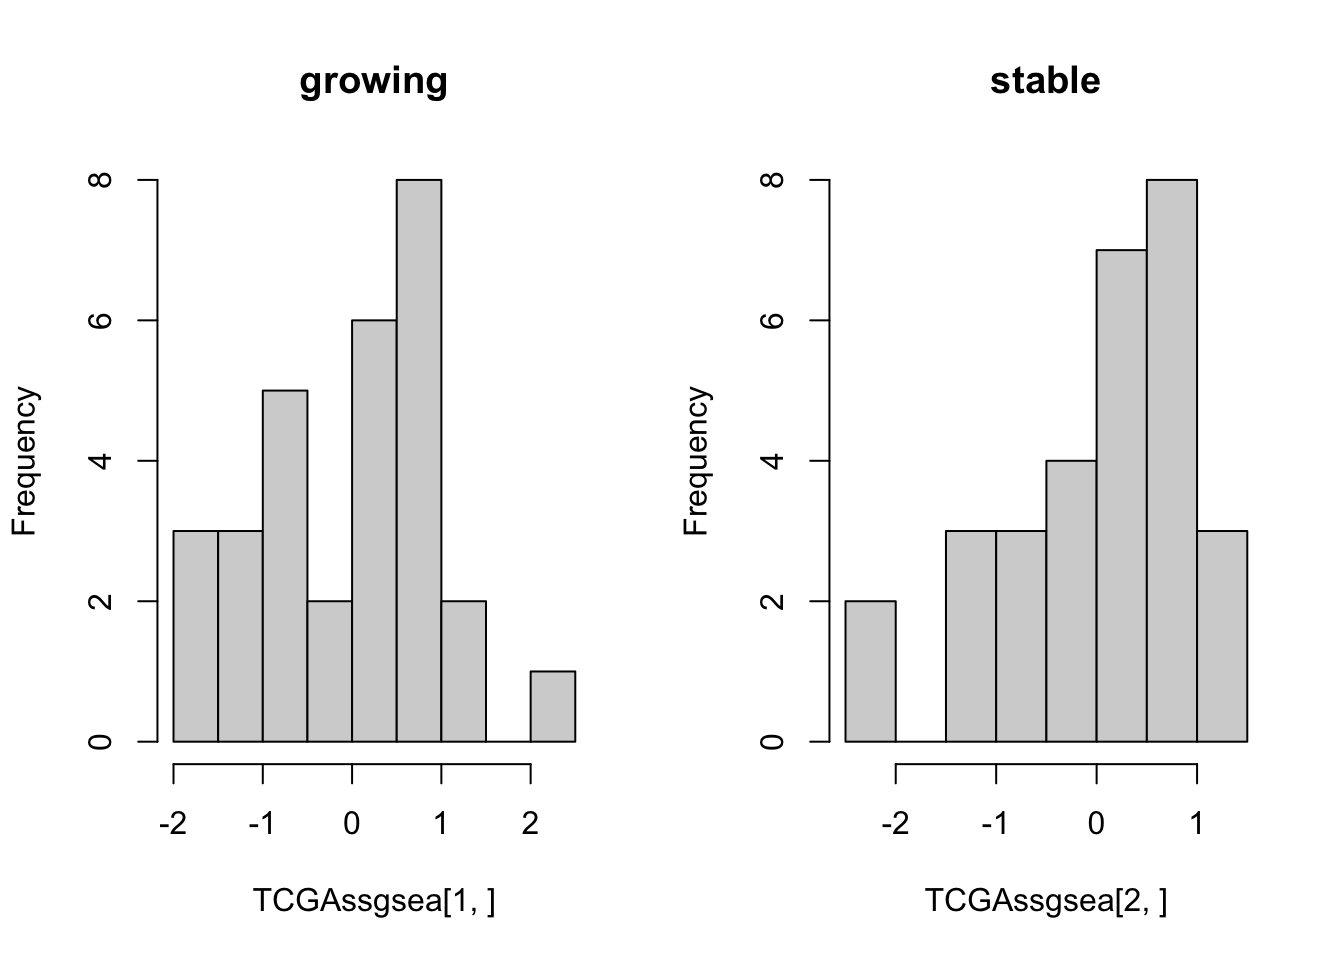 growing
Frequency
8
6
4
2
0
-2 -1 0 1 2
TCGAssgsea[1, ]
stable
Frequency
8
6
4
2
0
-2 -1 0 1
TCGAssgsea[2, ]